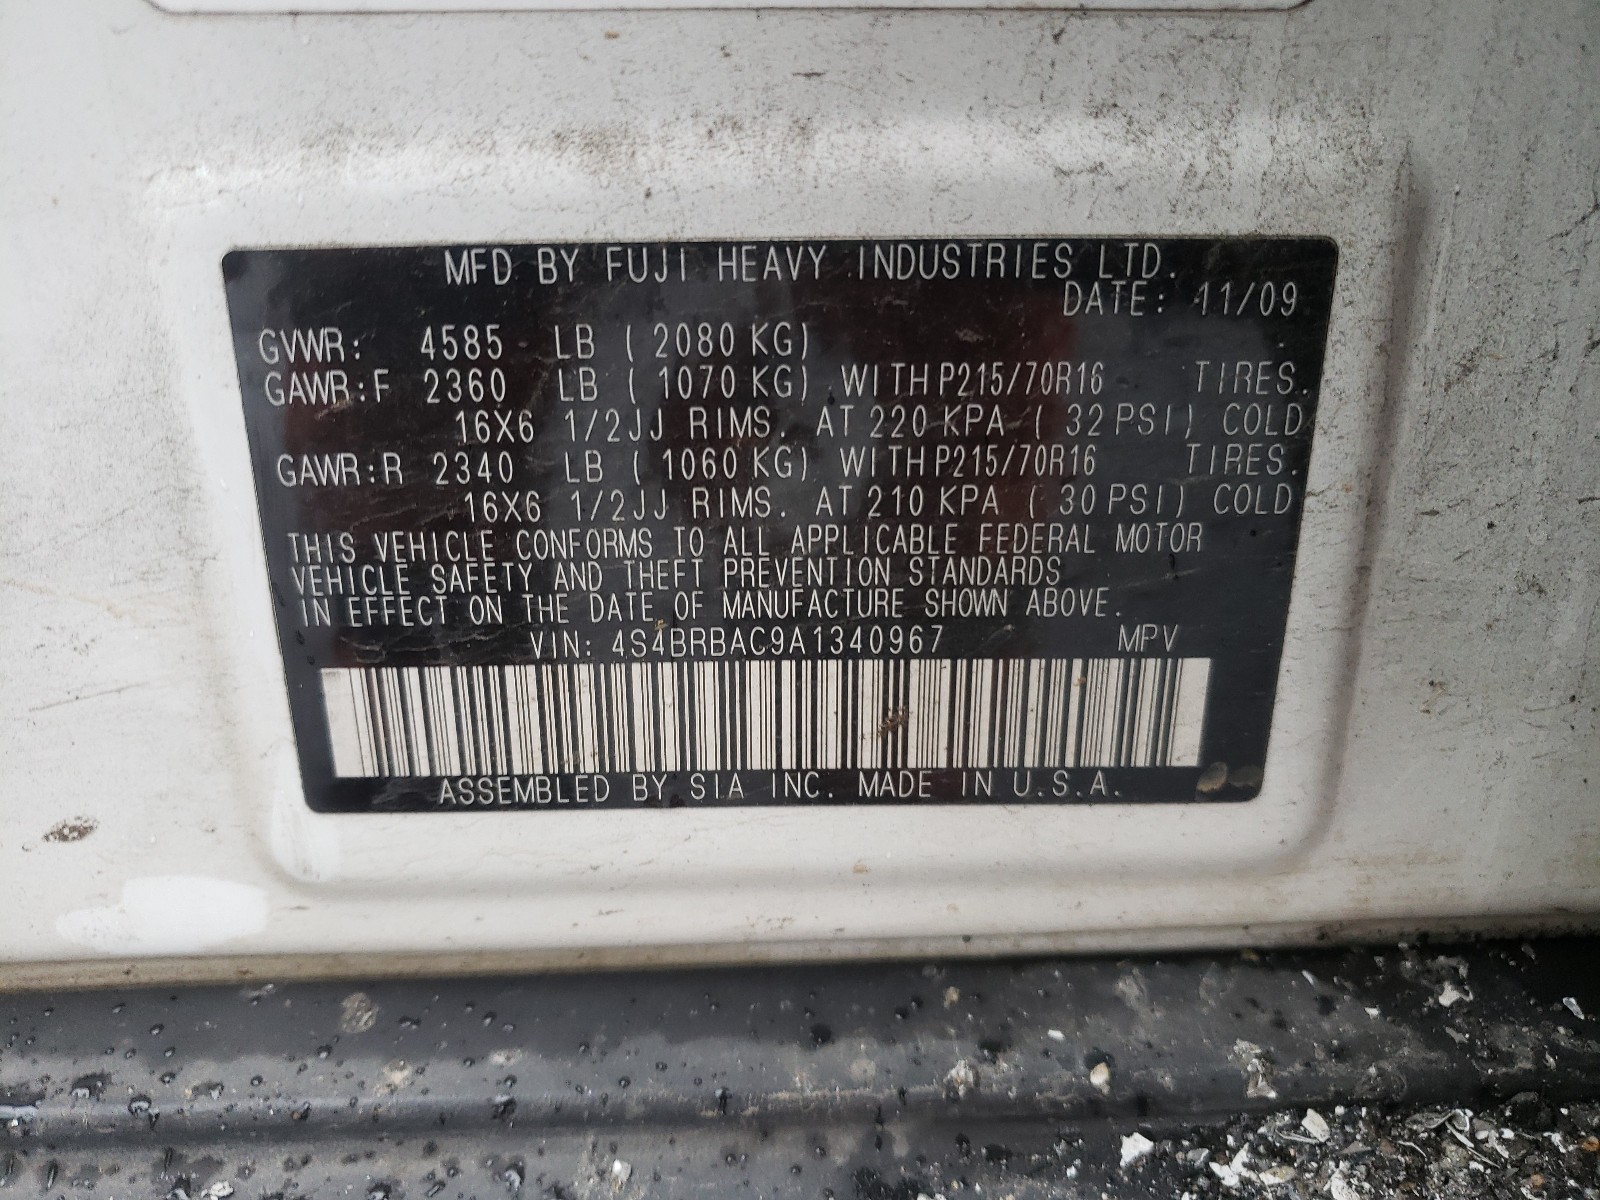 MFD BY FUJI HEAVY INDUSTRIES LTD.
DATE: 11/09
GVWR: 4585 LB ( 2080 KG)
GAWR:F 2360 LB ( 1070 KG) WITH P215/70R16 TIRES.
16X6 1/2JJ RIMS. AT 220 KPA ( 32 PSI) COLD
GAWR:R 2340 LB ( 1060 KG) WITH P215/70R16 TIRES.
16X6 1/2JJ RIMS. AT 210 KPA ( 30 PSI) COLD
THIS VEHICLE CONFORMS TO ALL APPLICABLE FEDERAL MOTOR
VEHICLE SAFETY AND THEFT PREVENTION STANDARDS
IN EFFECT ON THE DATE OF MANUFACTURE SHOWN ABOVE.
VIN: 4S4BRBAC9A1340967 MPV
ASSEMBLED BY SIA INC. MADE IN U.S.A.